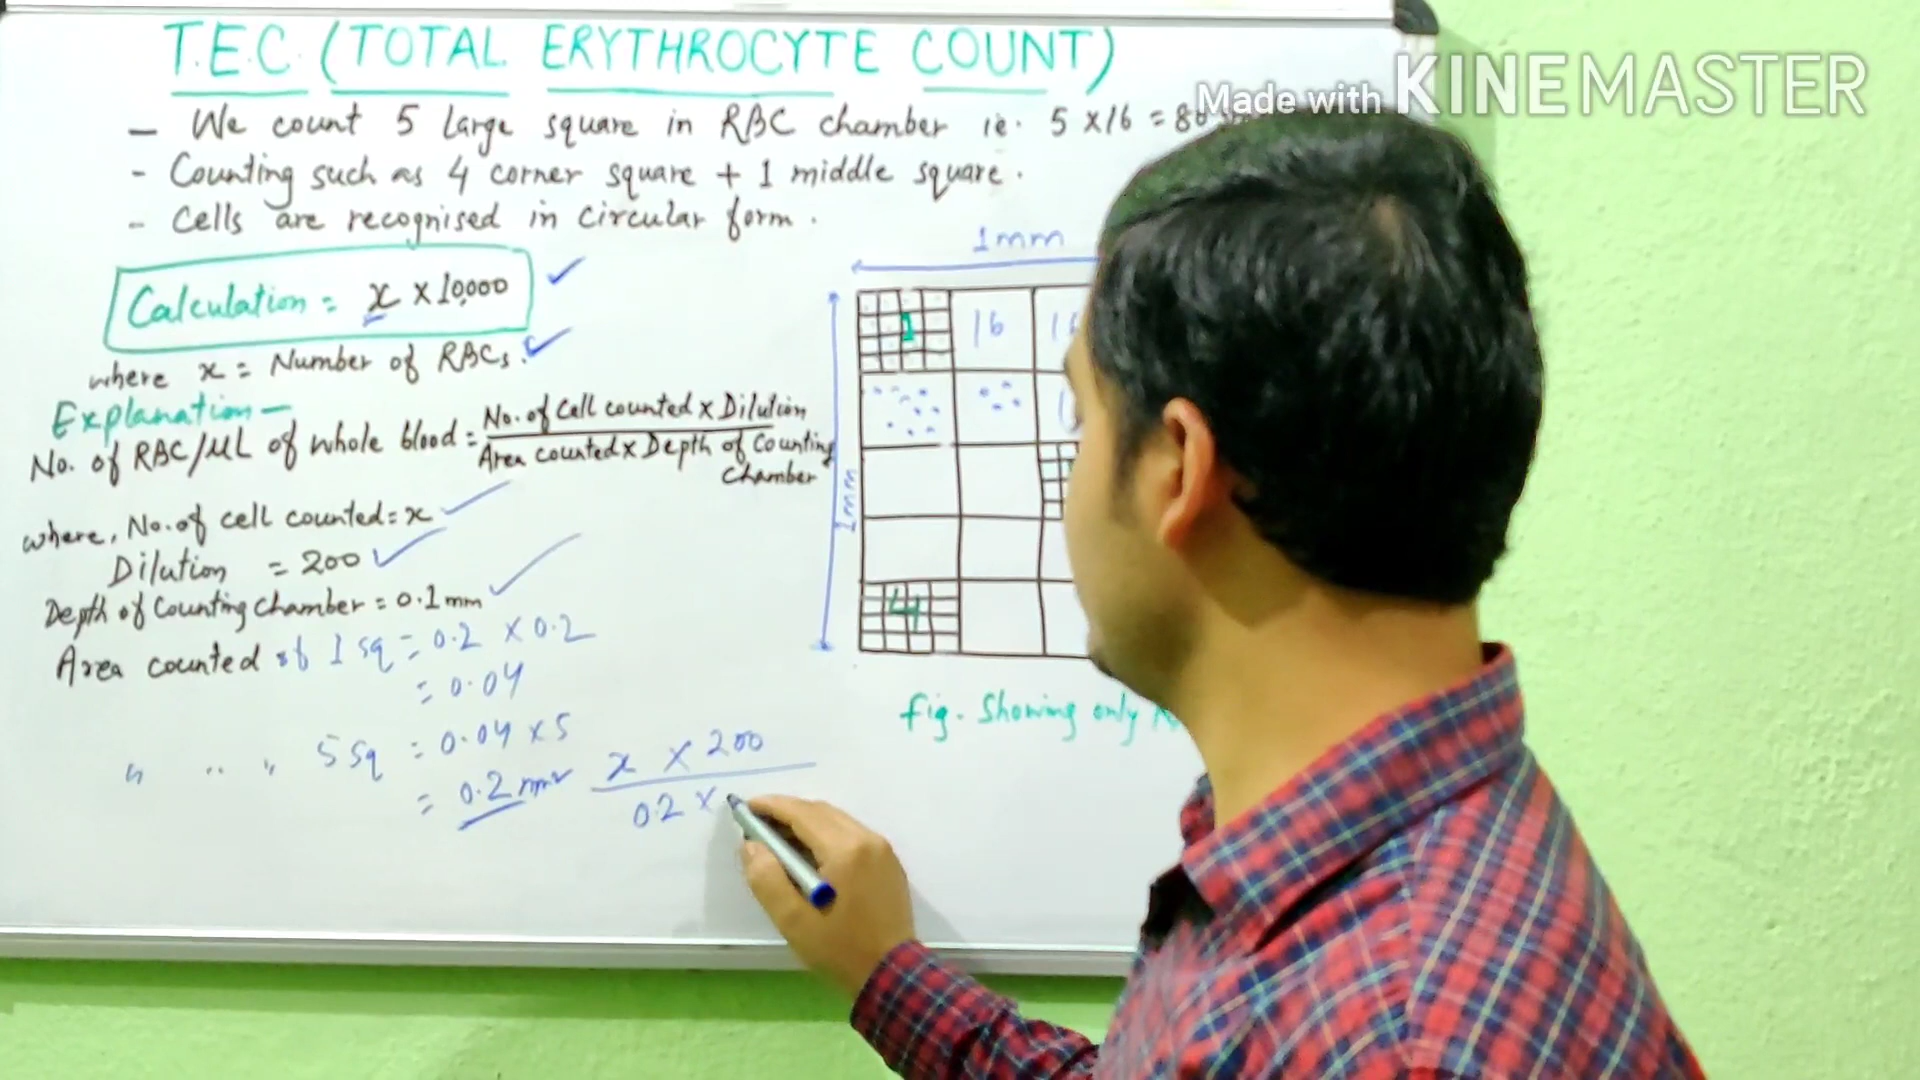 T.E.C. (TOTAL ERYTHROCYTE COUNT)
Made with KINEMASTER
- We count 5 Large square in RBC chamber ie. 5 x 16 = 80
- Counting such as 4 corner square + 1 middle square.
- Cells are recognised in circular form.
Calculation = x x 10,000
where x = Number of RBCs.
Explanation-
No. of RBC/ML of whole blood = No. of Cell counted x Dilution
Area counted x Depth of Counting Chamber
where, No. of cell counted = x
Dilution = 200
Depth of Counting Chamber = 0.1mm
Area counted of 1 sq = 0.2 x 0.2
= 0.04
" " " 5 sq = 0.04 x 5
= 0.2 mm²
x x 200
0.2 x
1mm
1mm
1
16
4
fig. Showing only